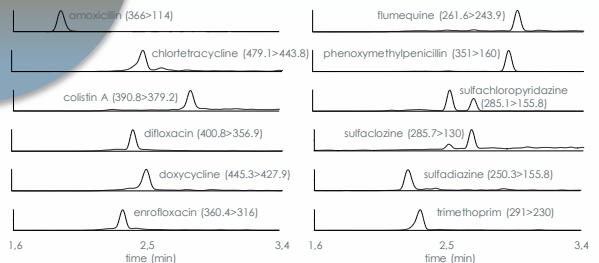 amoxicillin (366>114)
flumequine (261.6>243.9)
chlortetracycline (479.1>443.8)
phenoxymethylpenicillin (351>160)
colistin A (390.8>379.2)
sulfachloropyridazine
(285.1>155.8)
difloxacin (400.8>356.9)
sulfaclozine (285.7>130)
doxycycline (445.3>427.9)
sulfadiazine (250.3>155.8)
enrofloxacin (360.4>316)
trimethoprim (291>230)
1,6 2,5 3,4 1,6 2,5 3,4
time (min) time (min)